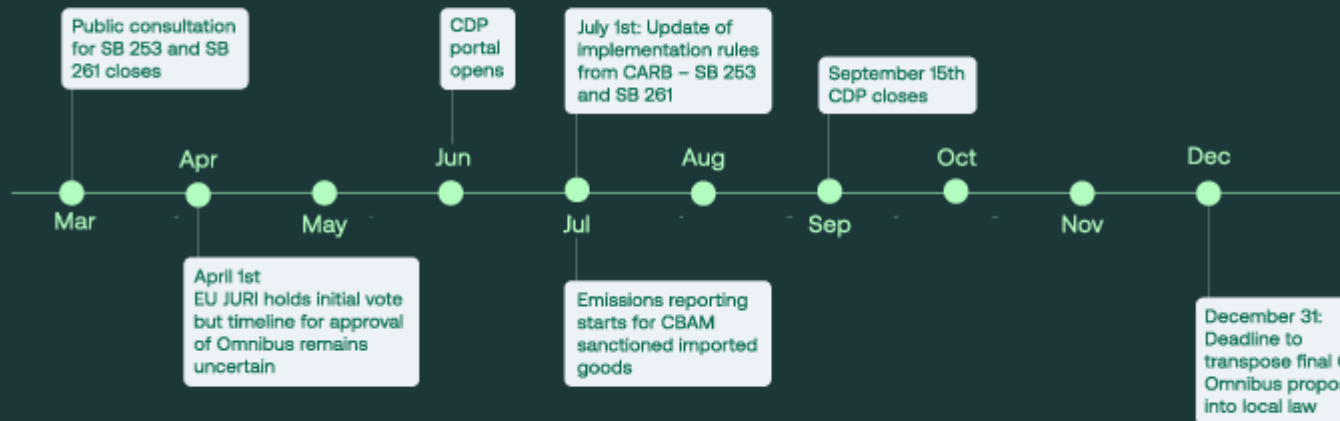 Public consultation
for SB 253 and SB
261 closes
CDP
portal
opens
July 1st: Update of
implementation rules
from CARB – SB 253
and SB 261
September 15th
CDP closes
Apr
Jun
Aug
Oct
Dec
Mar
May
Jul
Sep
Nov
April 1st
EU JURI holds initial vote
but timeline for approval
of Omnibus remains
uncertain
Emissions reporting
starts for CBAM
sanctioned imported
goods
December 31:
Deadline to
transpose final
Omnibus
into local law